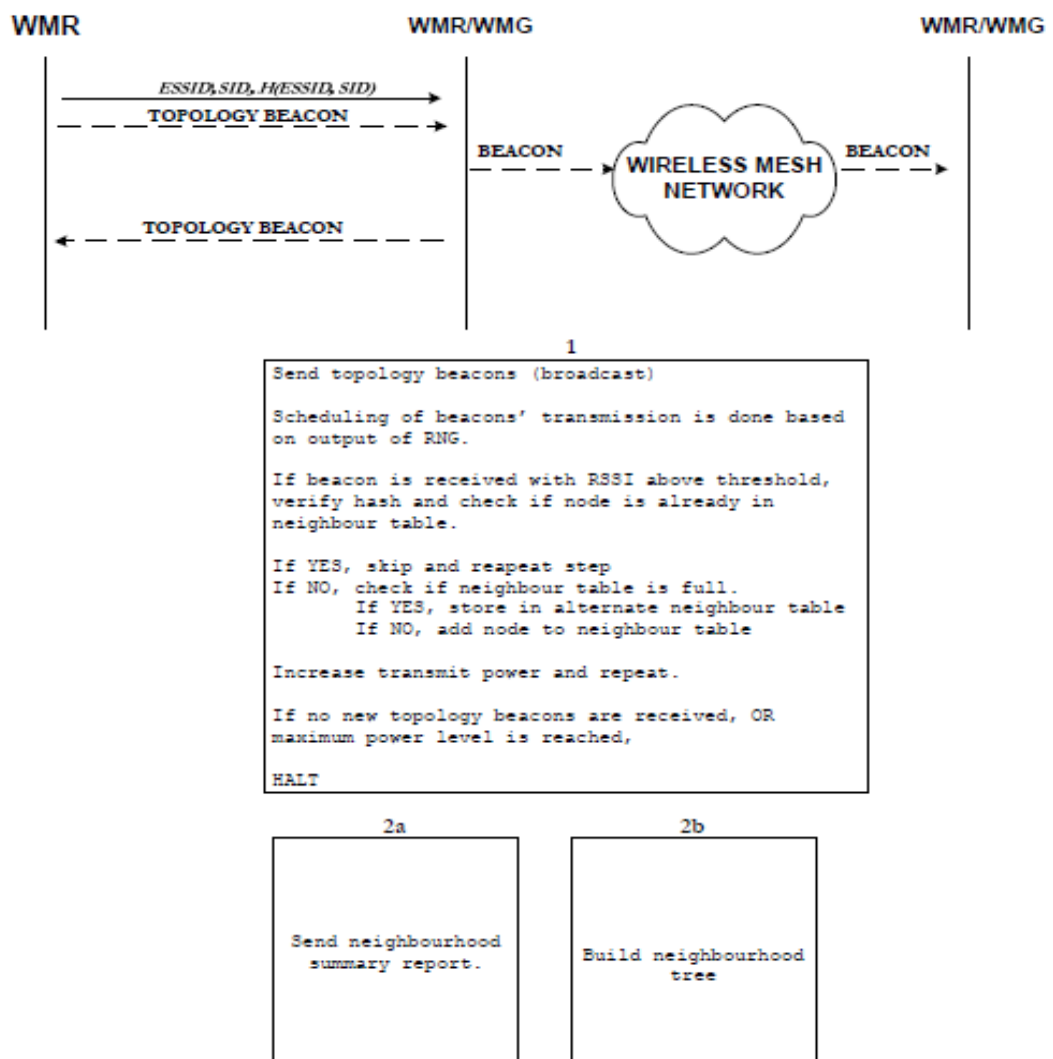 WMR WMR/WMG WMR/WMG
ESSID, SID, H(ESSID, SID)
TOPOLOGY BEACON
BEACON
WIRELESS MESH
NETWORK
BEACON
TOPOLOGY BEACON
1
Send topology beacons (broadcast)
Scheduling of beacons' transmission is done based
on output of RNG.
If beacon is received with RSSI above threshold,
verify hash and check if node is already in
neighbour table.
If YES, skip and reapeat step
If NO, check if neighbour table is full.
If YES, store in alternate neighbour table
If NO, add node to neighbour table
Increase transmit power and repeat.
If no new topology beacons are received, OR
maximum power level is reached,
HALT
2a
Send neighbourhood
summary report.
2b
Build neighbourhood
tree